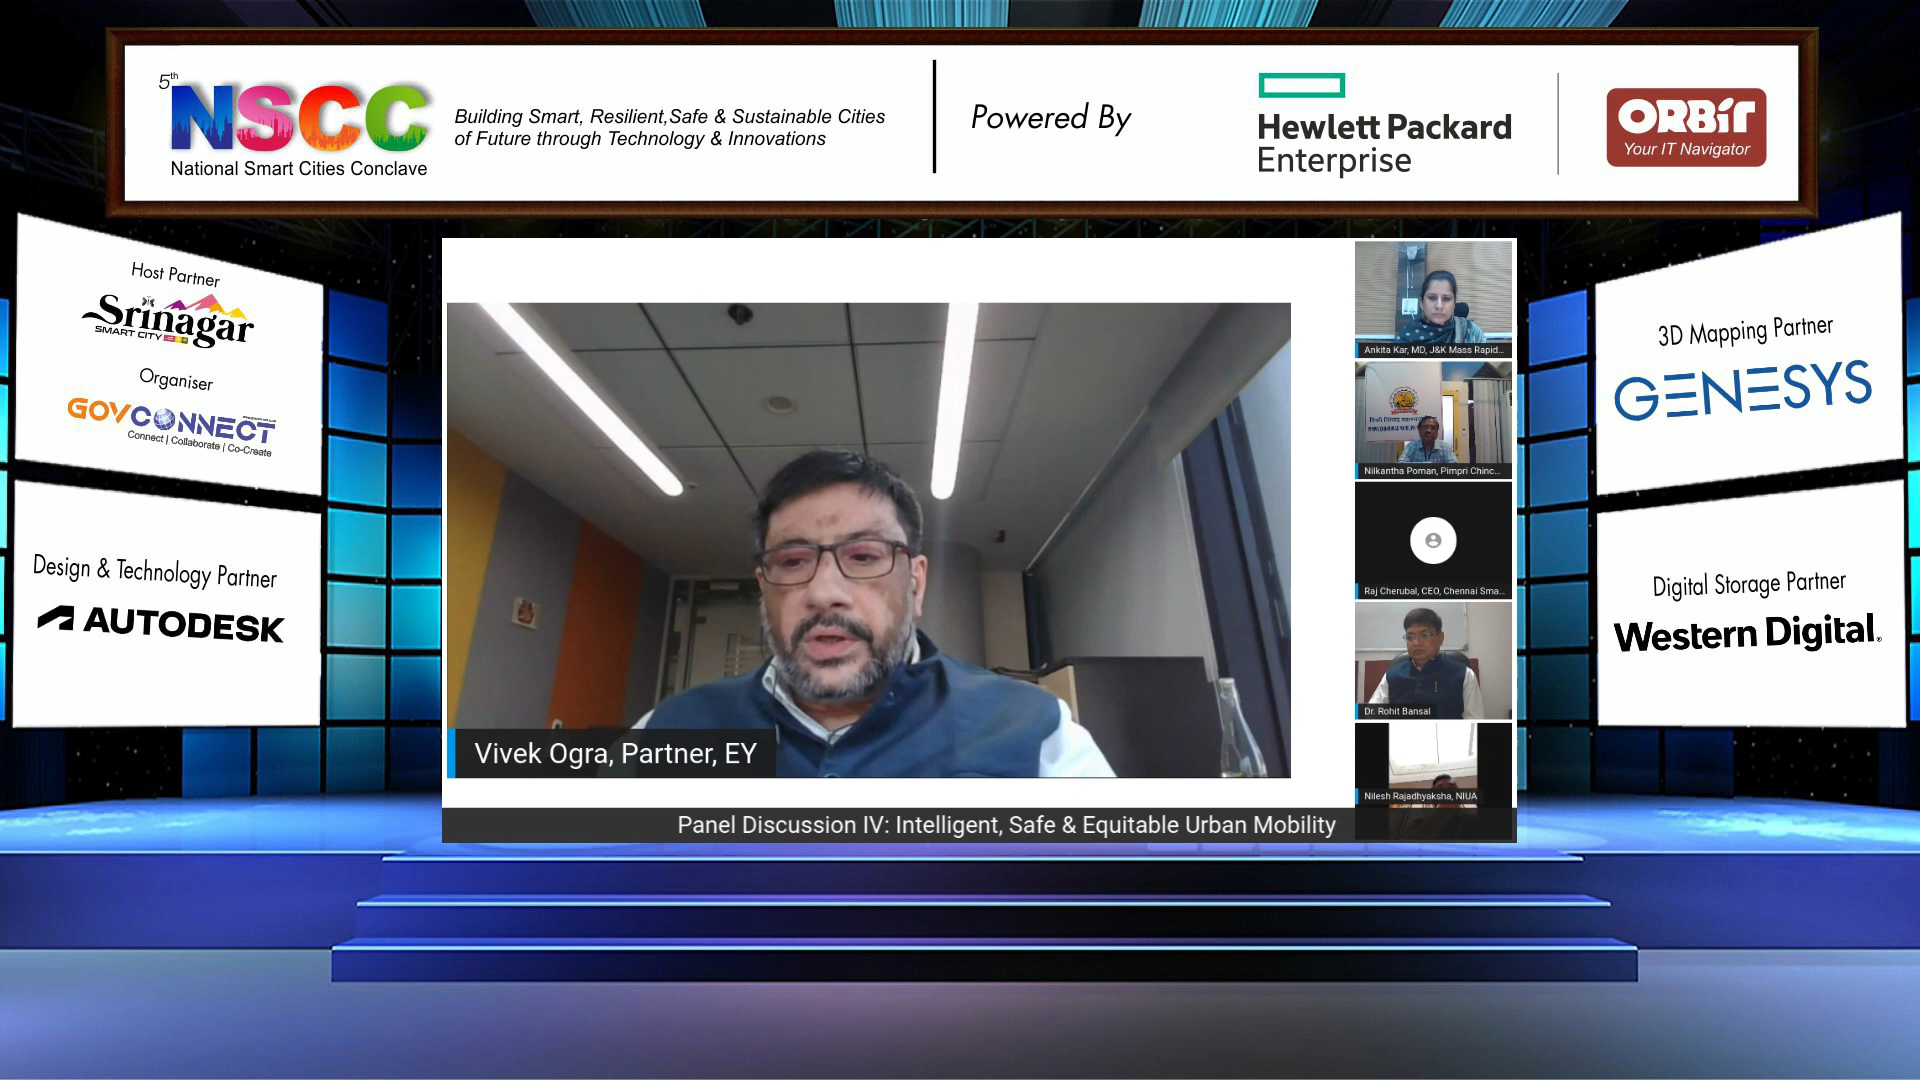 5th
NSCC
National Smart Cities Conclave
Building Smart, Resilient,Safe & Sustainable Cities
of Future through Technology & Innovations
Powered By
Hewlett Packard
Enterprise
ORBIT
Your IT Navigator
Host Partner
Srinagar
SMART CITY
Organiser
GOVCONNECT
Connect | Collaborate | Co-Create
Design & Technology Partner
AUTODESK
Vivek Ogra, Partner, EY
Panel Discussion IV: Intelligent, Safe & Equitable Urban Mobility
Ankita Kar, MD, J&K Mass Rapid...
Nilkantha Poman, Pimpri Chinc...
Raj Cherubal, CEO, Chennai Sma...
Dr. Rohit Bansal
Nilesh Rajadhyaksha, NIUA
3D Mapping Partner
GENESYS
Digital Storage Partner
Western Digital.